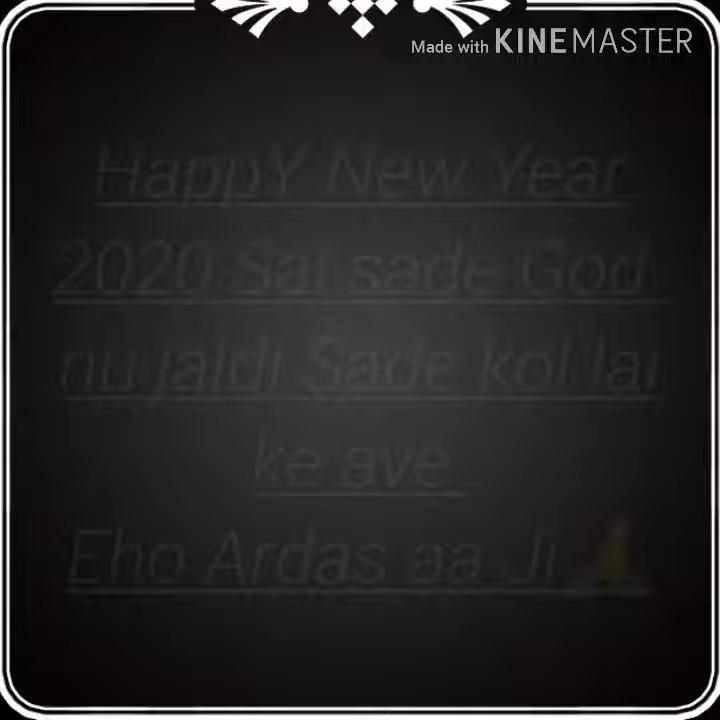 Made with KINEMASTER
HappY New Year
2020 Sal sade God
nu jaldi Sade kol lai
ke ave
Eho Ardas aa Ji 🙏